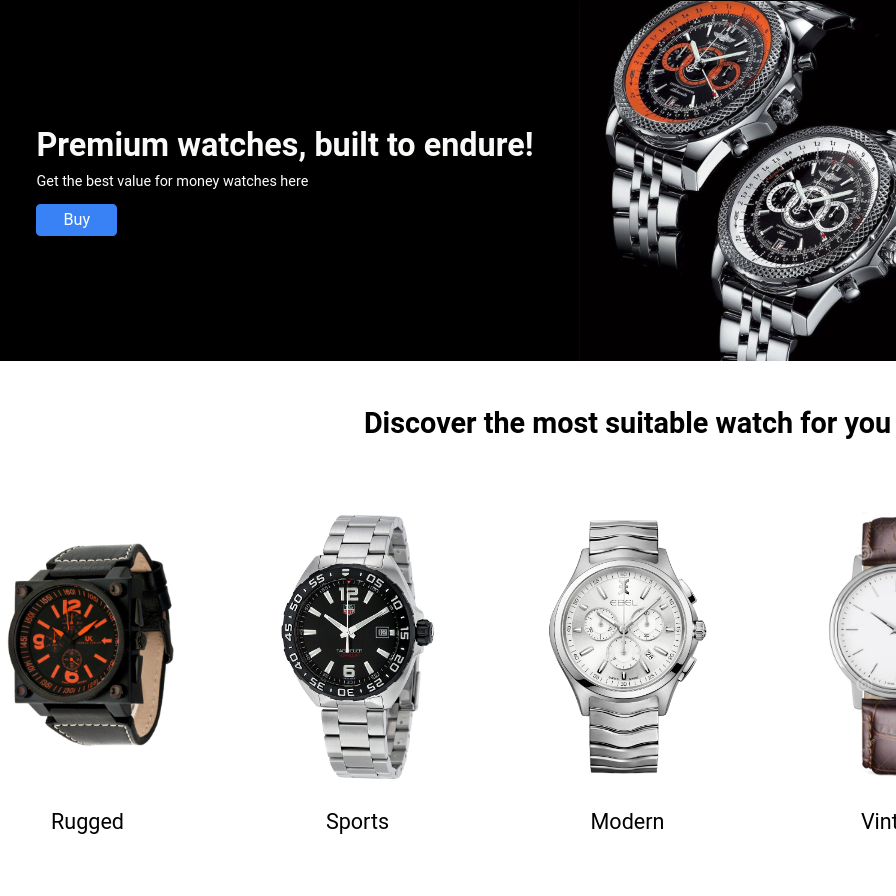 Premium watches, built to endure!
Get the best value for money watches here
Buy
Discover the most suitable watch for you
EBEL
Rugged
Sports
Modern
Vint